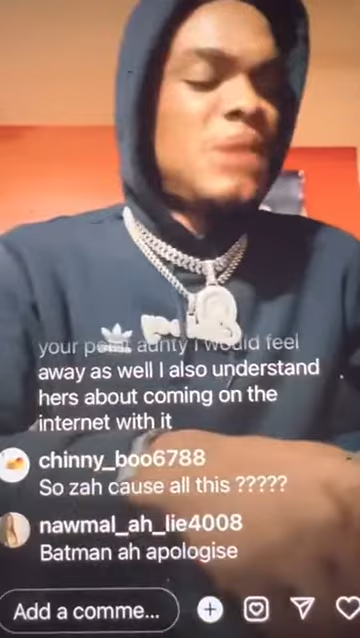 your point aunty I would feel
away as well I also understand
hers about coming on the
internet with it
chinny_boo6788
So zah cause all this ?????
nawmal_ah_lie4008
Batman ah apologise
Add a comme...